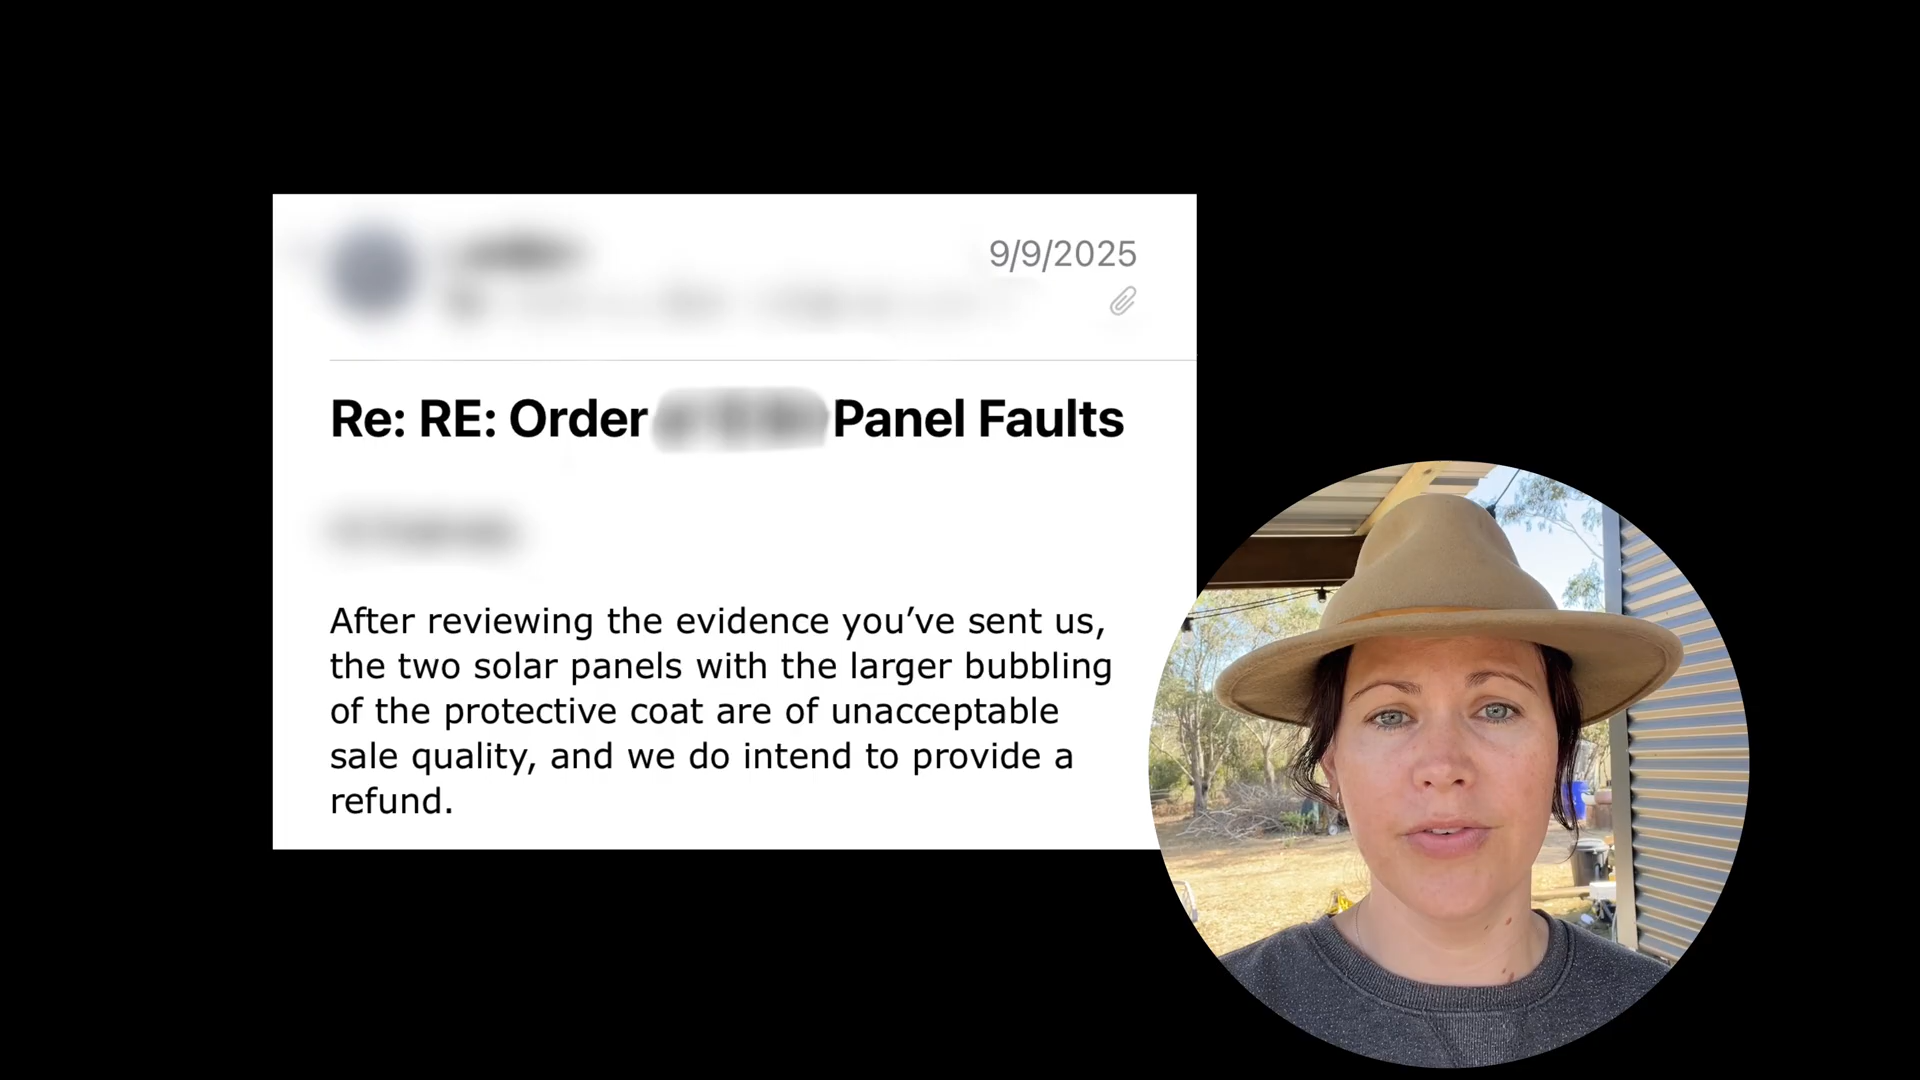 9/9/2025
Re: RE: Order Panel Faults
After reviewing the evidence you’ve sent us,
the two solar panels with the larger bubbling
of the protective coat are of unacceptable
sale quality, and we do intend to provide a
refund.